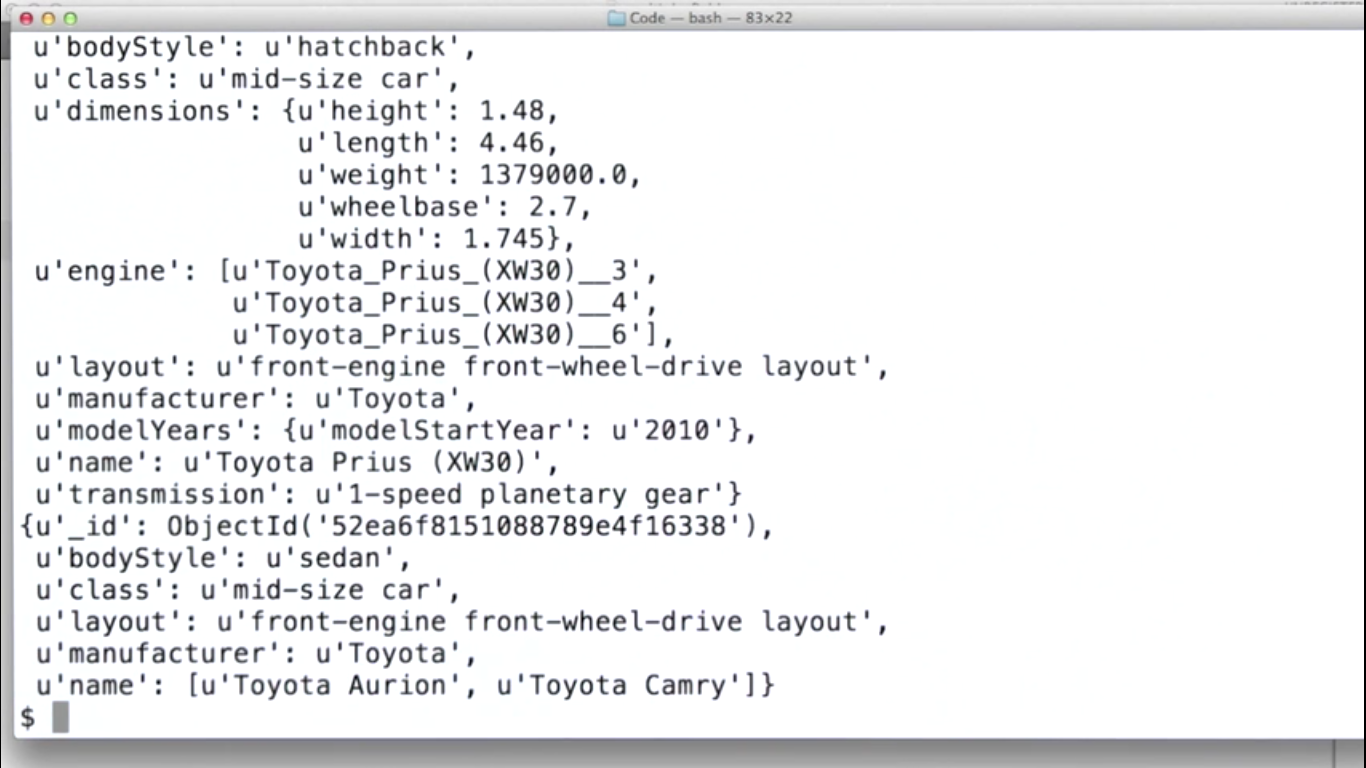 Code — bash — 83×22
u'bodyStyle': u'hatchback',
u'class': u'mid-size car',
u'dimensions': {u'height': 1.48,
u'length': 4.46,
u'weight': 1379000.0,
u'wheelbase': 2.7,
u'width': 1.745},
u'engine': [u'Toyota_Prius_(XW30)__3',
u'Toyota_Prius_(XW30)__4',
u'Toyota_Prius_(XW30)__6'],
u'layout': u'front-engine front-wheel-drive layout',
u'manufacturer': u'Toyota',
u'modelYears': {u'modelStartYear': u'2010'},
u'name': u'Toyota Prius (XW30)',
u'transmission': u'1-speed planetary gear'}
{u'_id': ObjectId('52ea6f8151088789e4f16338'),
u'bodyStyle': u'sedan',
u'class': u'mid-size car',
u'layout': u'front-engine front-wheel-drive layout',
u'manufacturer': u'Toyota',
u'name': [u'Toyota Aurion', u'Toyota Camry']}
$